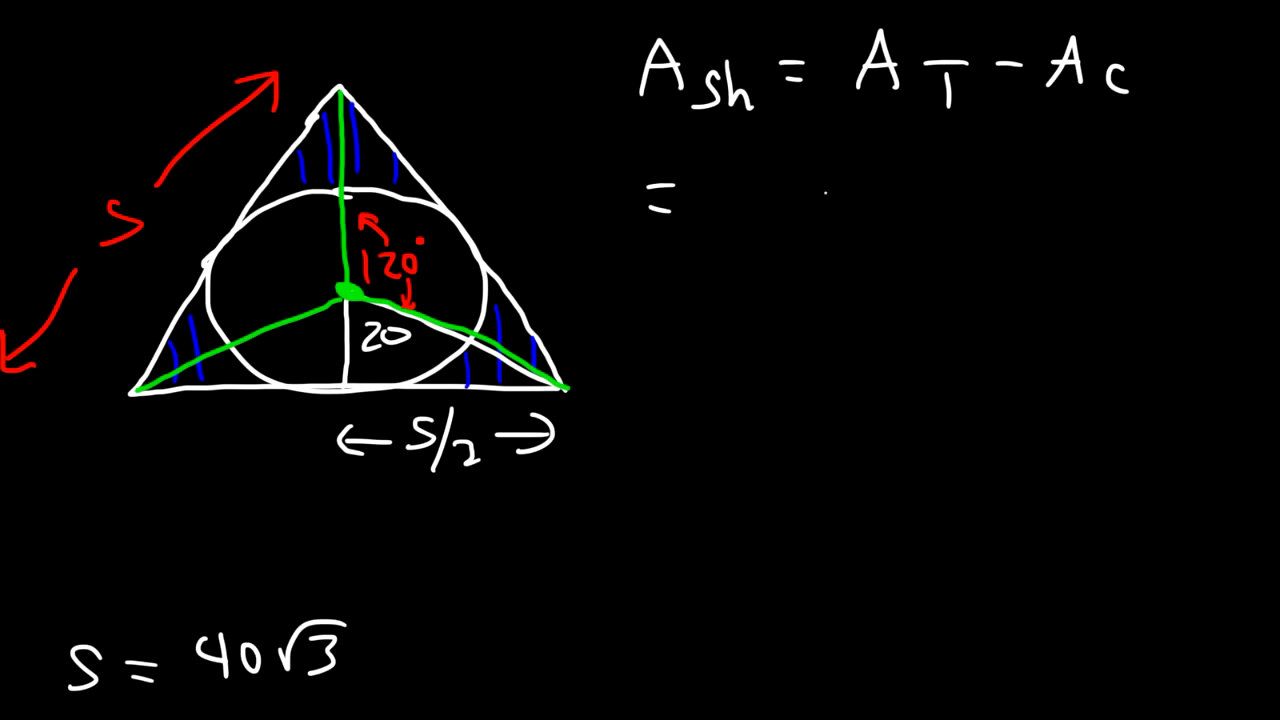 A_sh = A_T - A_C
=
S
120°
20
S/2
S = 40√3